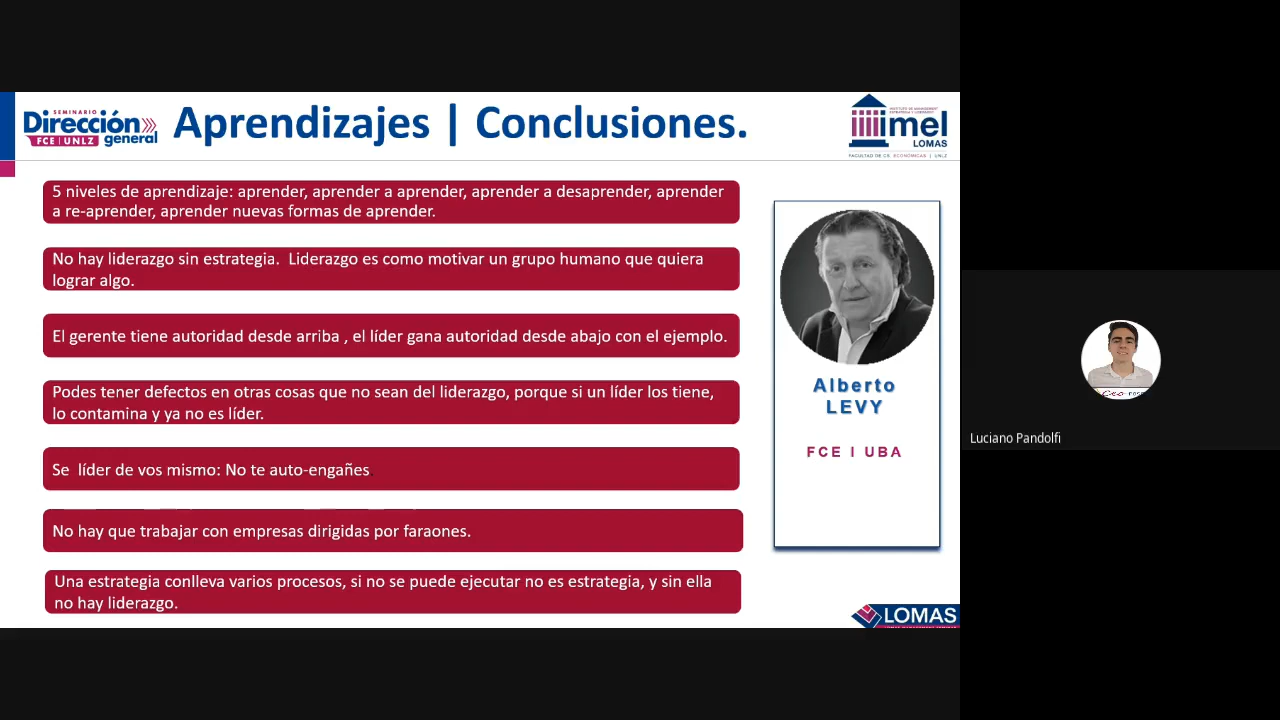 SEMINARIO
Dirección
general
FCE | UNLZ
Aprendizajes | Conclusiones.
INSTITUTO DE MANAGEMENT
ESTRATEGIA Y LIDERAZGO
imel
LOMAS
FACULTAD DE CS. ECONÓMICAS | UNLZ
5 niveles de aprendizaje: aprender, aprender a aprender, aprender a desaprender, aprender
a re-aprender, aprender nuevas formas de aprender.
No hay liderazgo sin estrategia.  Liderazgo es como motivar un grupo humano que quiera
lograr algo.
El gerente tiene autoridad desde arriba , el líder gana autoridad desde abajo con el ejemplo.
Podes tener defectos en otras cosas que no sean del liderazgo, porque si un líder los tiene,
lo contamina y ya no es líder.
Se  líder de vos mismo: No te auto-engañes
No hay que trabajar con empresas dirigidas por faraones.
Una estrategia conlleva varios procesos, si no se puede ejecutar no es estrategia, y sin ella
no hay liderazgo.
Alberto
LEVY
FCE | UBA
LOMAS
Luciano Pandolfi